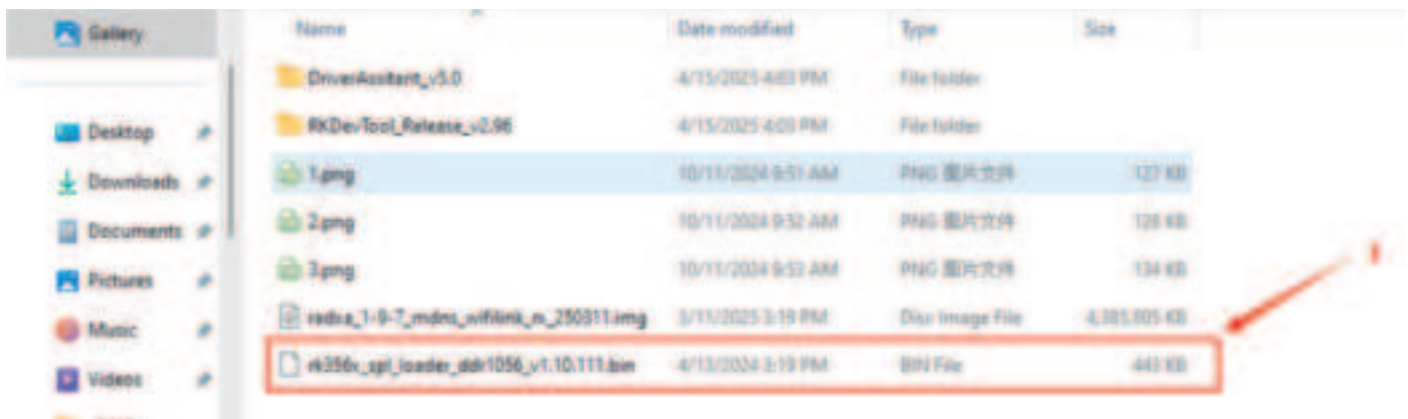 Gallery
Name Date modified Type Size
DriverAssitant_v5.0 4/15/2025 4:03 PM File folder
RKDevTool_Release_v2.96 4/15/2025 4:03 PM File folder
Desktop
1.png 10/11/2024 9:51 AM PNG 图片文件 127 KB
Downloads
2.png 10/11/2024 9:52 AM PNG 图片文件 128 KB
Documents
3.png 10/11/2024 9:53 AM PNG 图片文件 134 KB
Pictures
radxa_1-9-7_mdns_wifilink_rx_250311.img 3/11/2025 3:19 PM Disc Image File 4,385,805 KB
Music
rk356x_spl_loader_ddr1056_v1.10.111.bin 4/13/2024 3:19 PM BIN File 443 KB
Videos